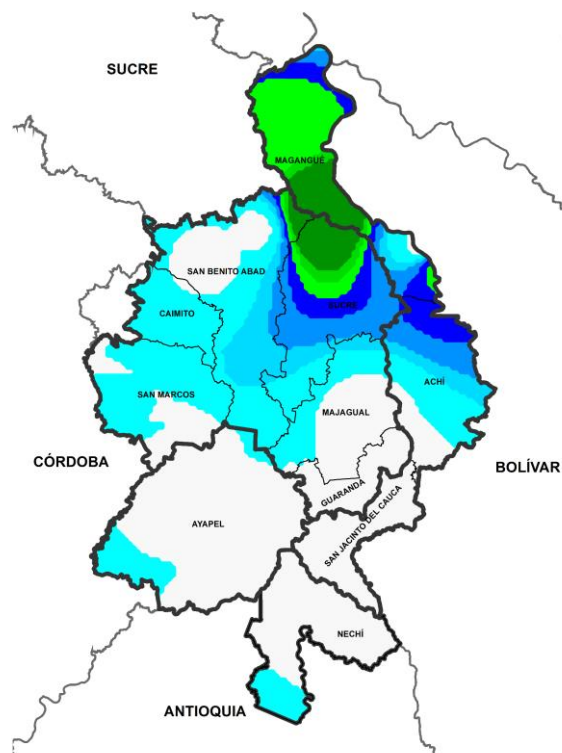 SUCRE
MAGANGUÉ
SAN BENITO ABAD
SUCRE
CAIMITO
ACHÍ
SAN MARCOS
MAJAGUAL
CÓRDOBA
BOLÍVAR
GUARANDA
SAN JACINTO DEL CAUCA
AYAPEL
NECHÍ
ANTIOQUIA